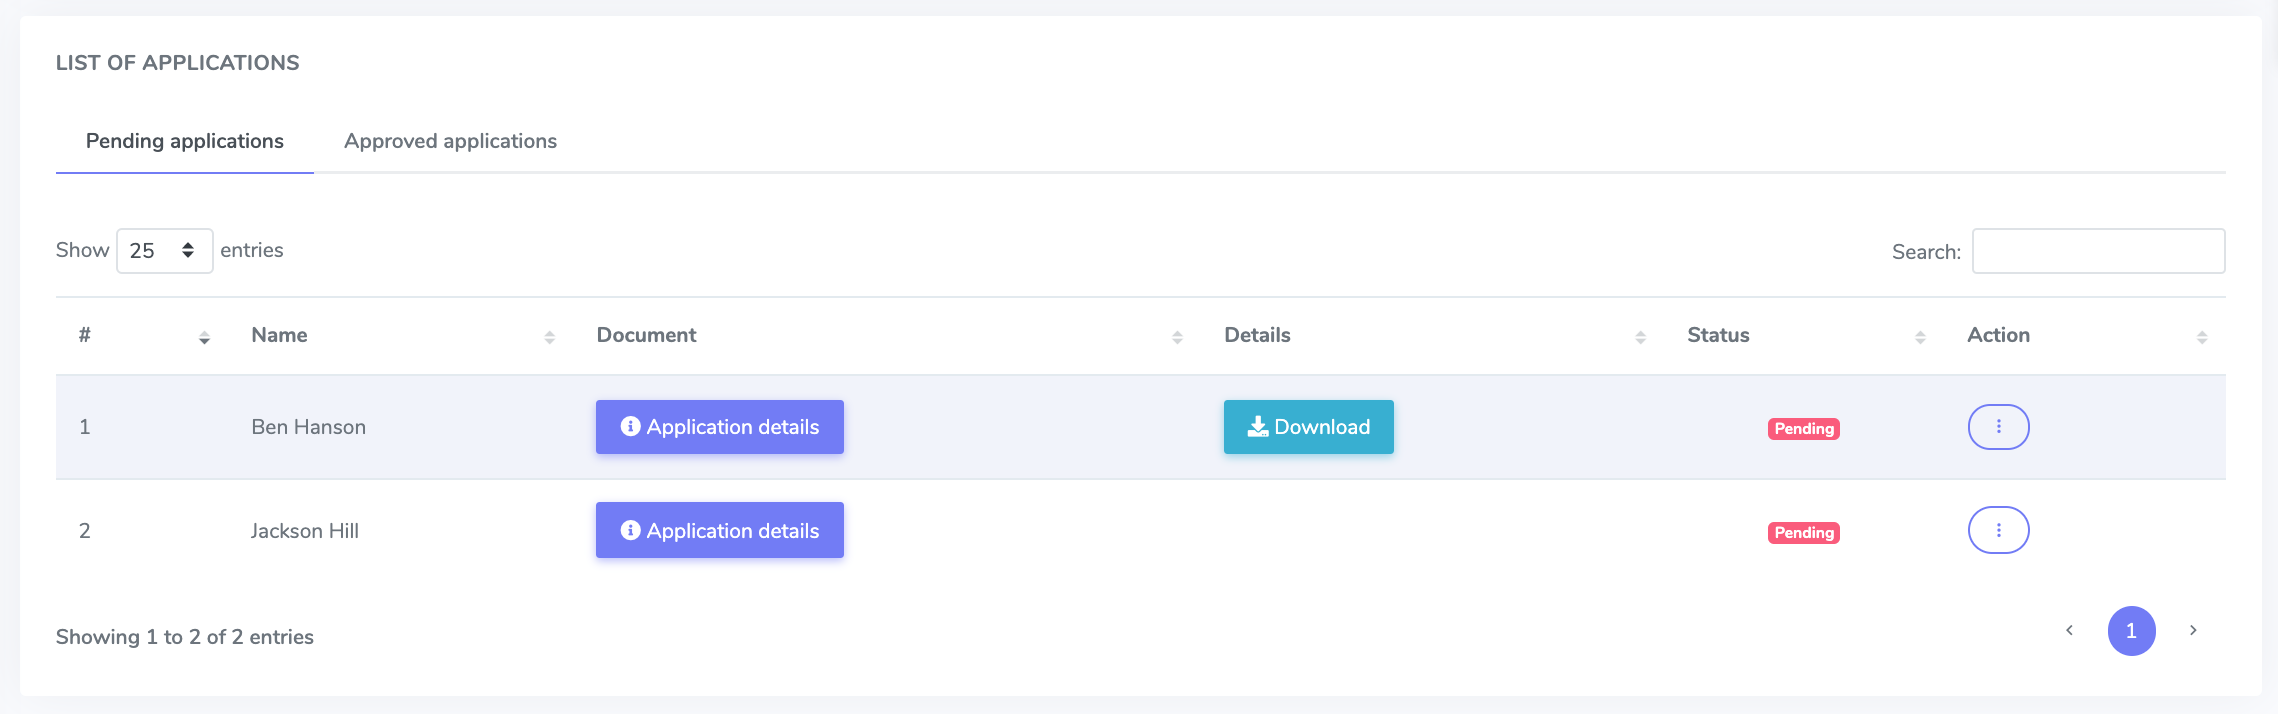 LIST OF APPLICATIONS
Pending applications Approved applications
Show 25 entries Search:
# Name Document Details Status Action
1 Ben Hanson Application details Download Pending
2 Jackson Hill Application details Pending
Showing 1 to 2 of 2 entries 1